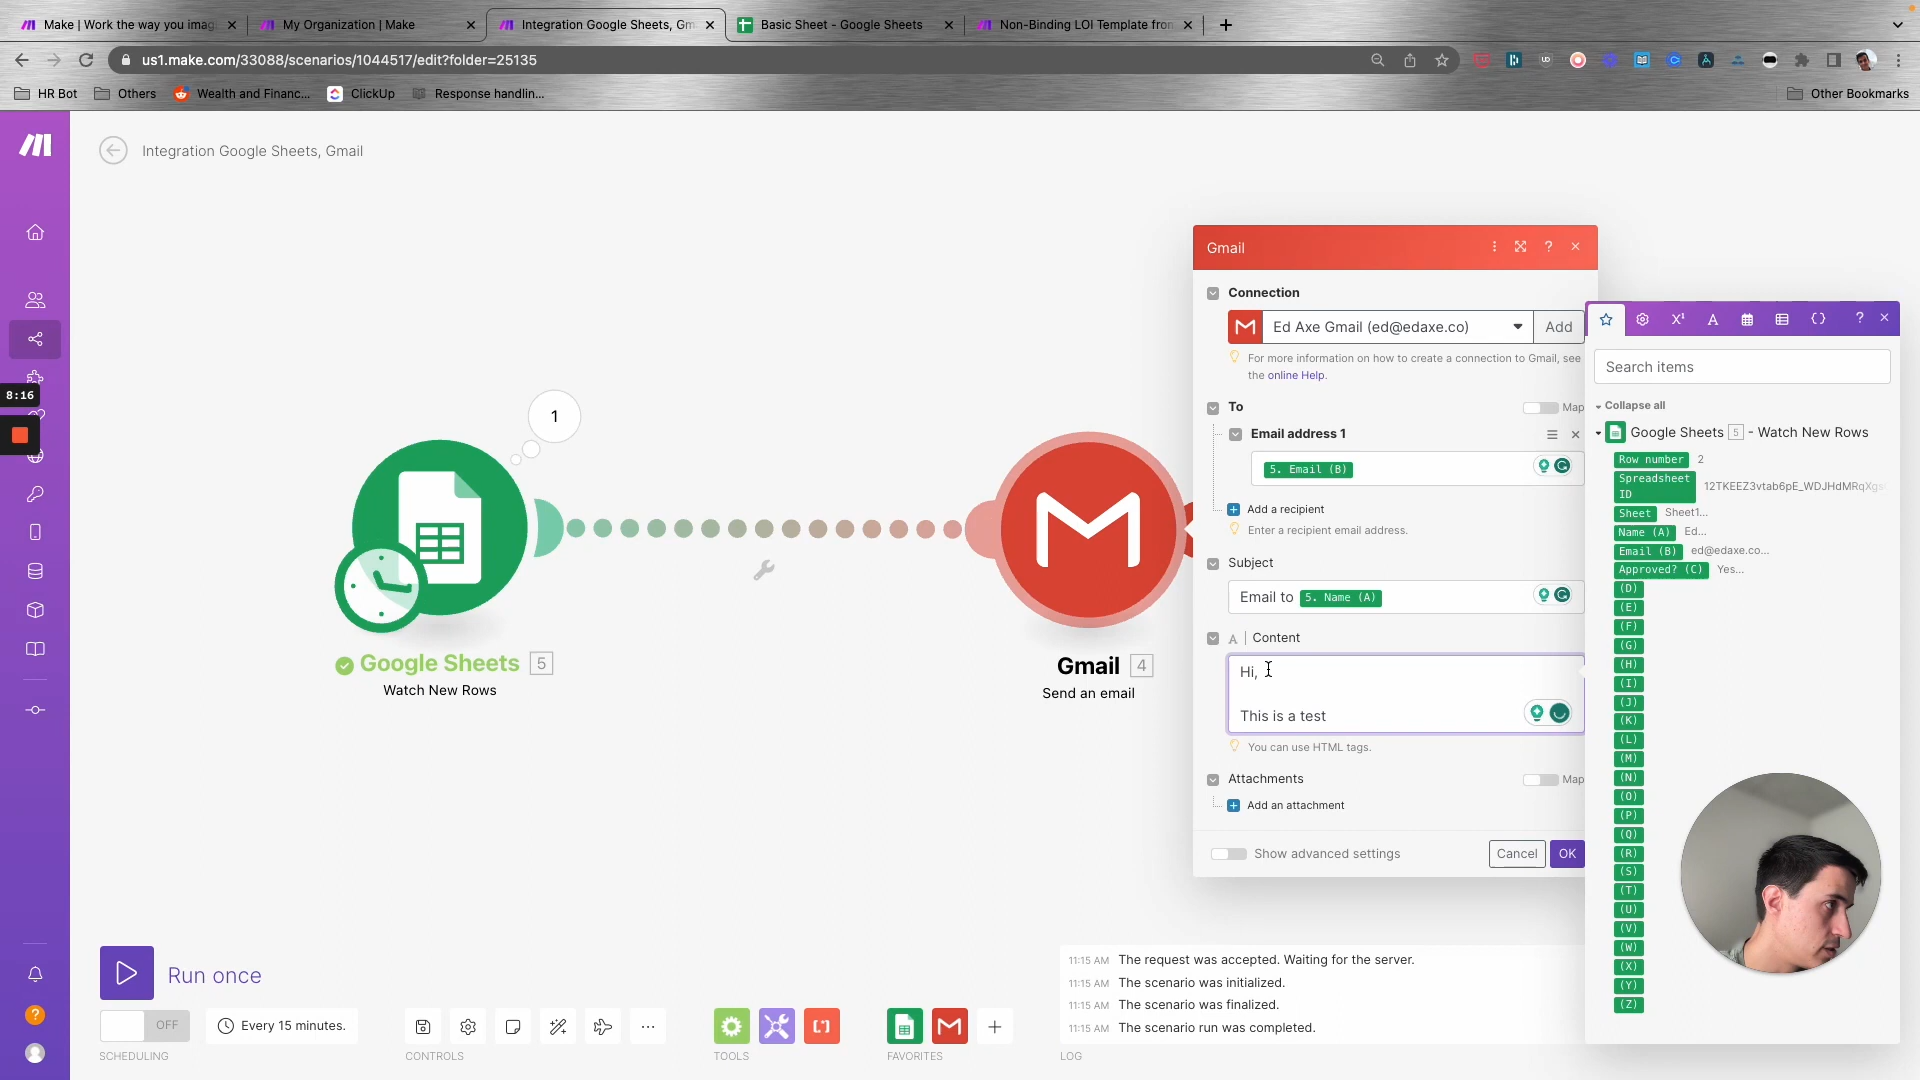 Make | Work the way you imag
My Organization | Make
Integration Google Sheets, Gm
Basic Sheet - Google Sheets
Non-Binding LOI Template fron
us1.make.com/33088/scenarios/1044517/edit?folder=25135
HR Bot
Others
Wealth and Financ...
ClickUp
Response handlin...
Other Bookmarks
Integration Google Sheets, Gmail
8:16
1
Google Sheets 5
Watch New Rows
Gmail 4
Send an email
Gmail
Connection
Ed Axe Gmail (ed@edaxe.co)
Add
For more information on how to create a connection to Gmail, see
the online Help.
To
Map
Email address 1
5. Email (B)
Add a recipient
Enter a recipient email address.
Subject
Email to 5. Name (A)
A | Content
Hi,
This is a test
You can use HTML tags.
Attachments
Map
Add an attachment
Show advanced settings
Cancel
OK
Search items
Collapse all
Google Sheets 5 - Watch New Rows
Row number 2
Spreadsheet
ID
12TKEEZ3vtab6pE_WDJHdMRqXgs
Sheet Sheet1...
Name (A) Ed...
Email (B) ed@edaxe.co...
Approved? (C) Yes...
(D)
(E)
(F)
(G)
(H)
(I)
(J)
(K)
(L)
(M)
(N)
(O)
(P)
(Q)
(R)
(S)
(T)
(U)
(V)
(W)
(X)
(Y)
(Z)
Run once
OFF
Every 15 minutes.
SCHEDULING
CONTROLS
TOOLS
FAVORITES
11:15 AM The request was accepted. Waiting for the server.
11:15 AM The scenario was initialized.
11:15 AM The scenario was finalized.
11:15 AM The scenario run was completed.
LOG